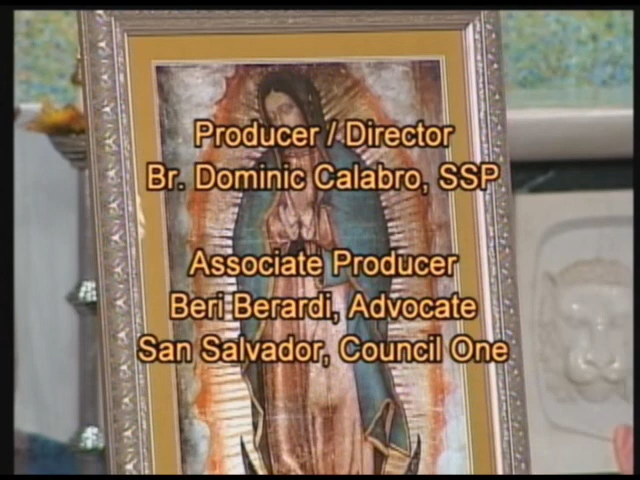 Producer / Director
Br. Dominic Calabro, SSP
Associate Producer
Beri Berardi, Advocate
San Salvador, Council One